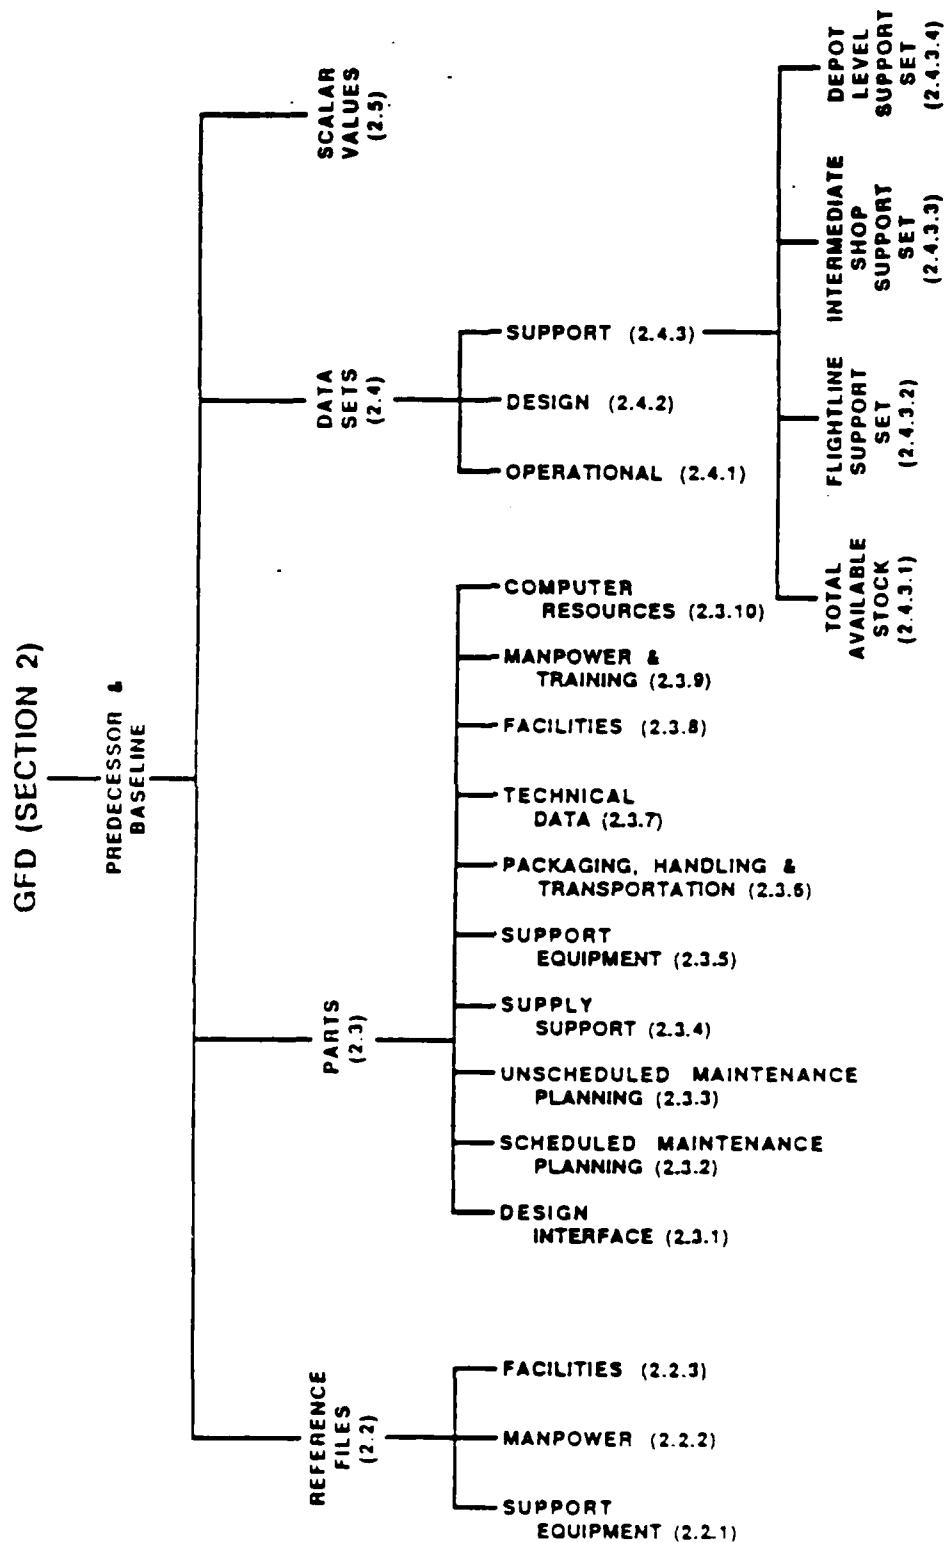 GFD (SECTION 2)
PREDECESSOR &
BASELINE
REFERENCE
FILES
(2.2)
PARTS
(2.3)
DATA
SETS
(2.4)
SCALAR
VALUES
(2.5)
SUPPORT
EQUIPMENT (2.2.1)
MANPOWER (2.2.2)
FACILITIES (2.2.3)
DESIGN
INTERFACE (2.3.1)
SCHEDULED MAINTENANCE
PLANNING (2.3.2)
UNSCHEDULED MAINTENANCE
PLANNING (2.3.3)
SUPPLY
SUPPORT (2.3.4)
SUPPORT
EQUIPMENT (2.3.5)
PACKAGING, HANDLING &
TRANSPORTATION (2.3.6)
TECHNICAL
DATA (2.3.7)
FACILITIES (2.3.8)
MANPOWER &
TRAINING (2.3.9)
COMPUTER
RESOURCES (2.3.10)
OPERATIONAL (2.4.1)
DESIGN (2.4.2)
SUPPORT (2.4.3)
TOTAL
AVAILABLE
STOCK
(2.4.3.1)
FLIGHTLINE
SUPPORT
SET
(2.4.3.2)
INTERMEDIATE
SHOP
SUPPORT
SET
(2.4.3.3)
DEPOT
LEVEL
SUPPORT
SET
(2.4.3.4)